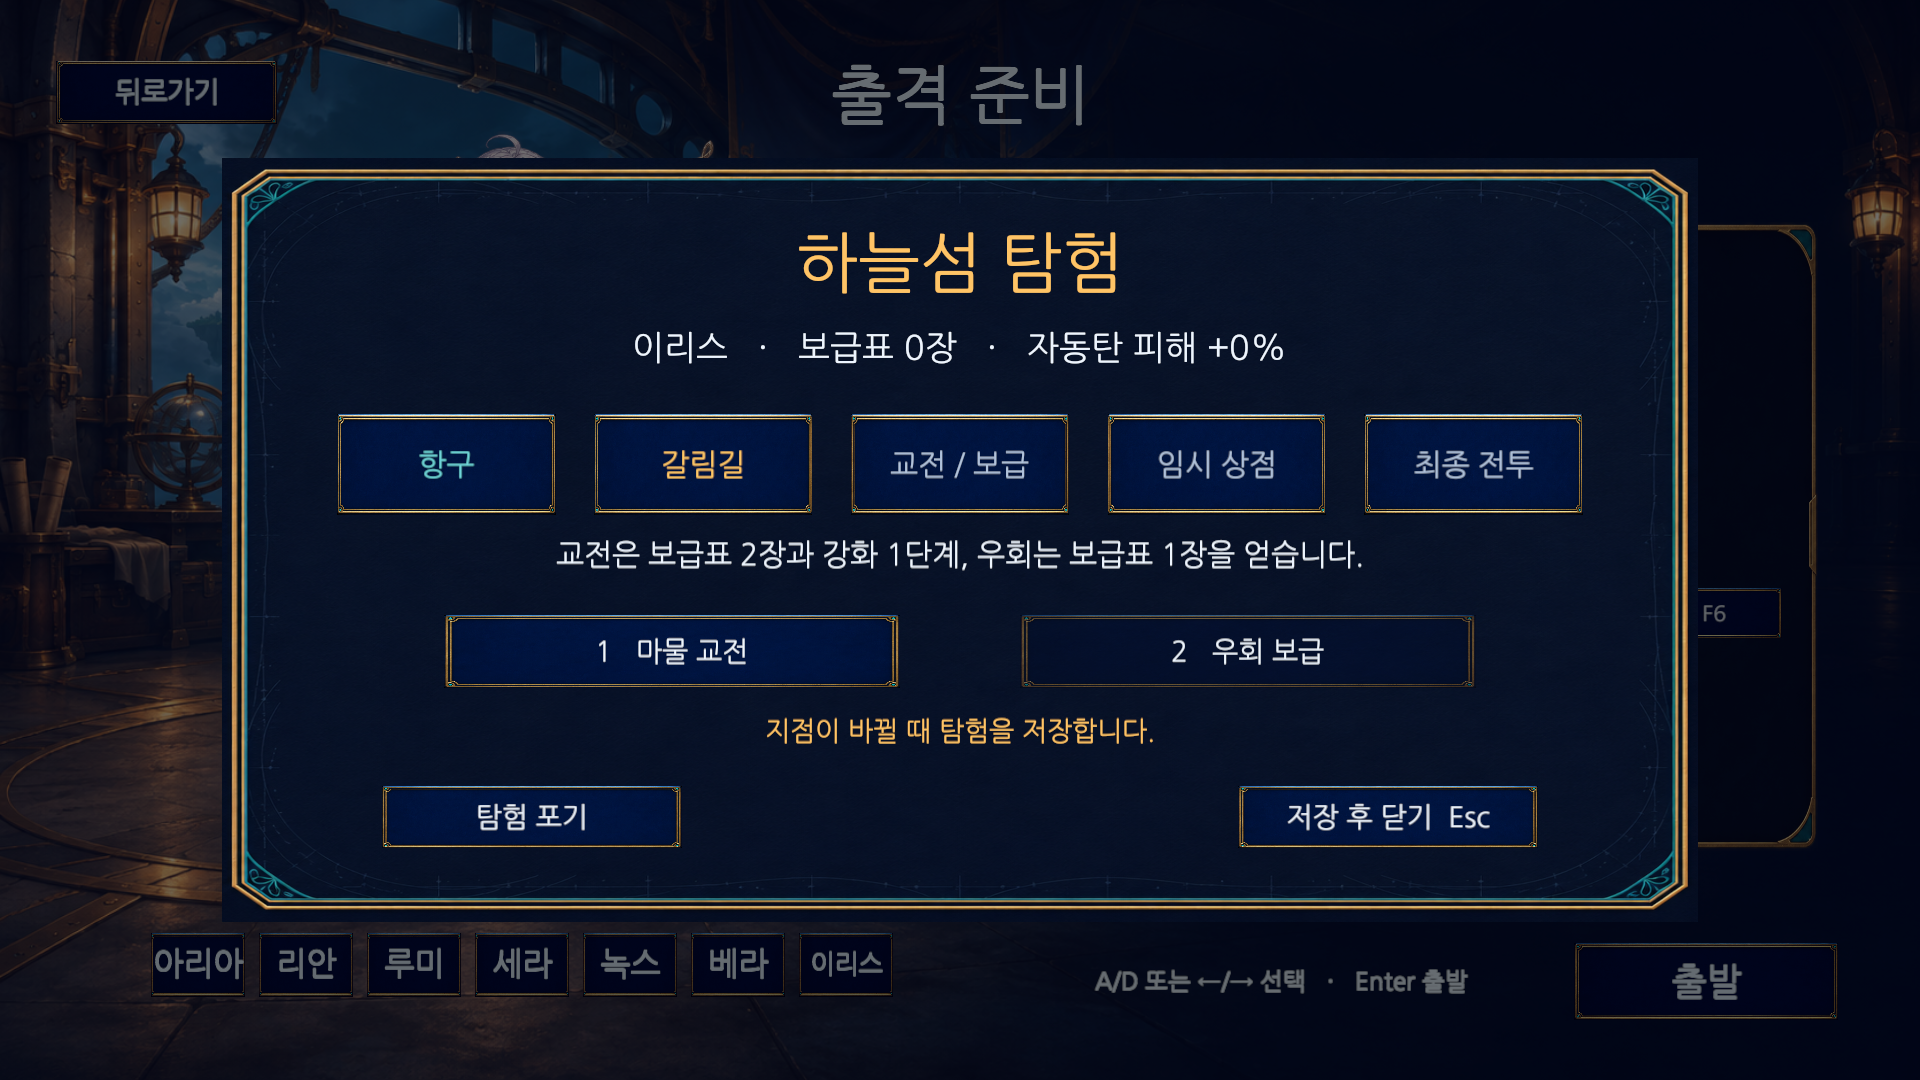 뒤로가기
출격 준비
하늘섬 탐험
이리스 · 보급표 0장 · 자동탄 피해 +0%
항구
갈림길
교전 / 보급
임시 상점
최종 전투
교전은 보급표 2장과 강화 1단계, 우회는 보급표 1장을 얻습니다.
1 마물 교전
2 우회 보급
F6
지점이 바뀔 때 탐험을 저장합니다.
탐험 포기
저장 후 닫기 Esc
아리아
리안
루미
세라
녹스
베라
이리스
A/D 또는 ←/→ 선택 · Enter 출발
출발